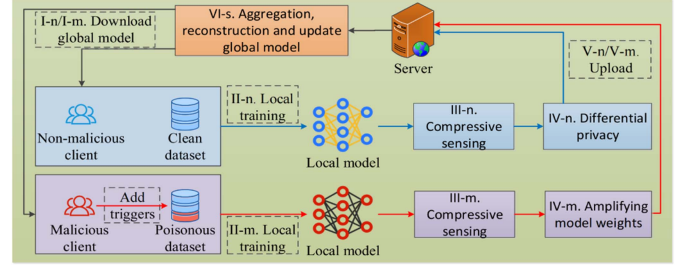 I-n/I-m. Download
global model
VI-s. Aggregation,
reconstruction and update
global model
Server
V-n/V-m.
Upload
Non-malicious
client
Clean
dataset
II-n. Local
training
Local model
III-n.
Compressive
sensing
IV-n. Differential
privacy
Malicious
client
Add
triggers
Poisonous
dataset
II-m. Local
training
Local model
III-m.
Compressive
sensing
IV-m. Amplifying
model weights